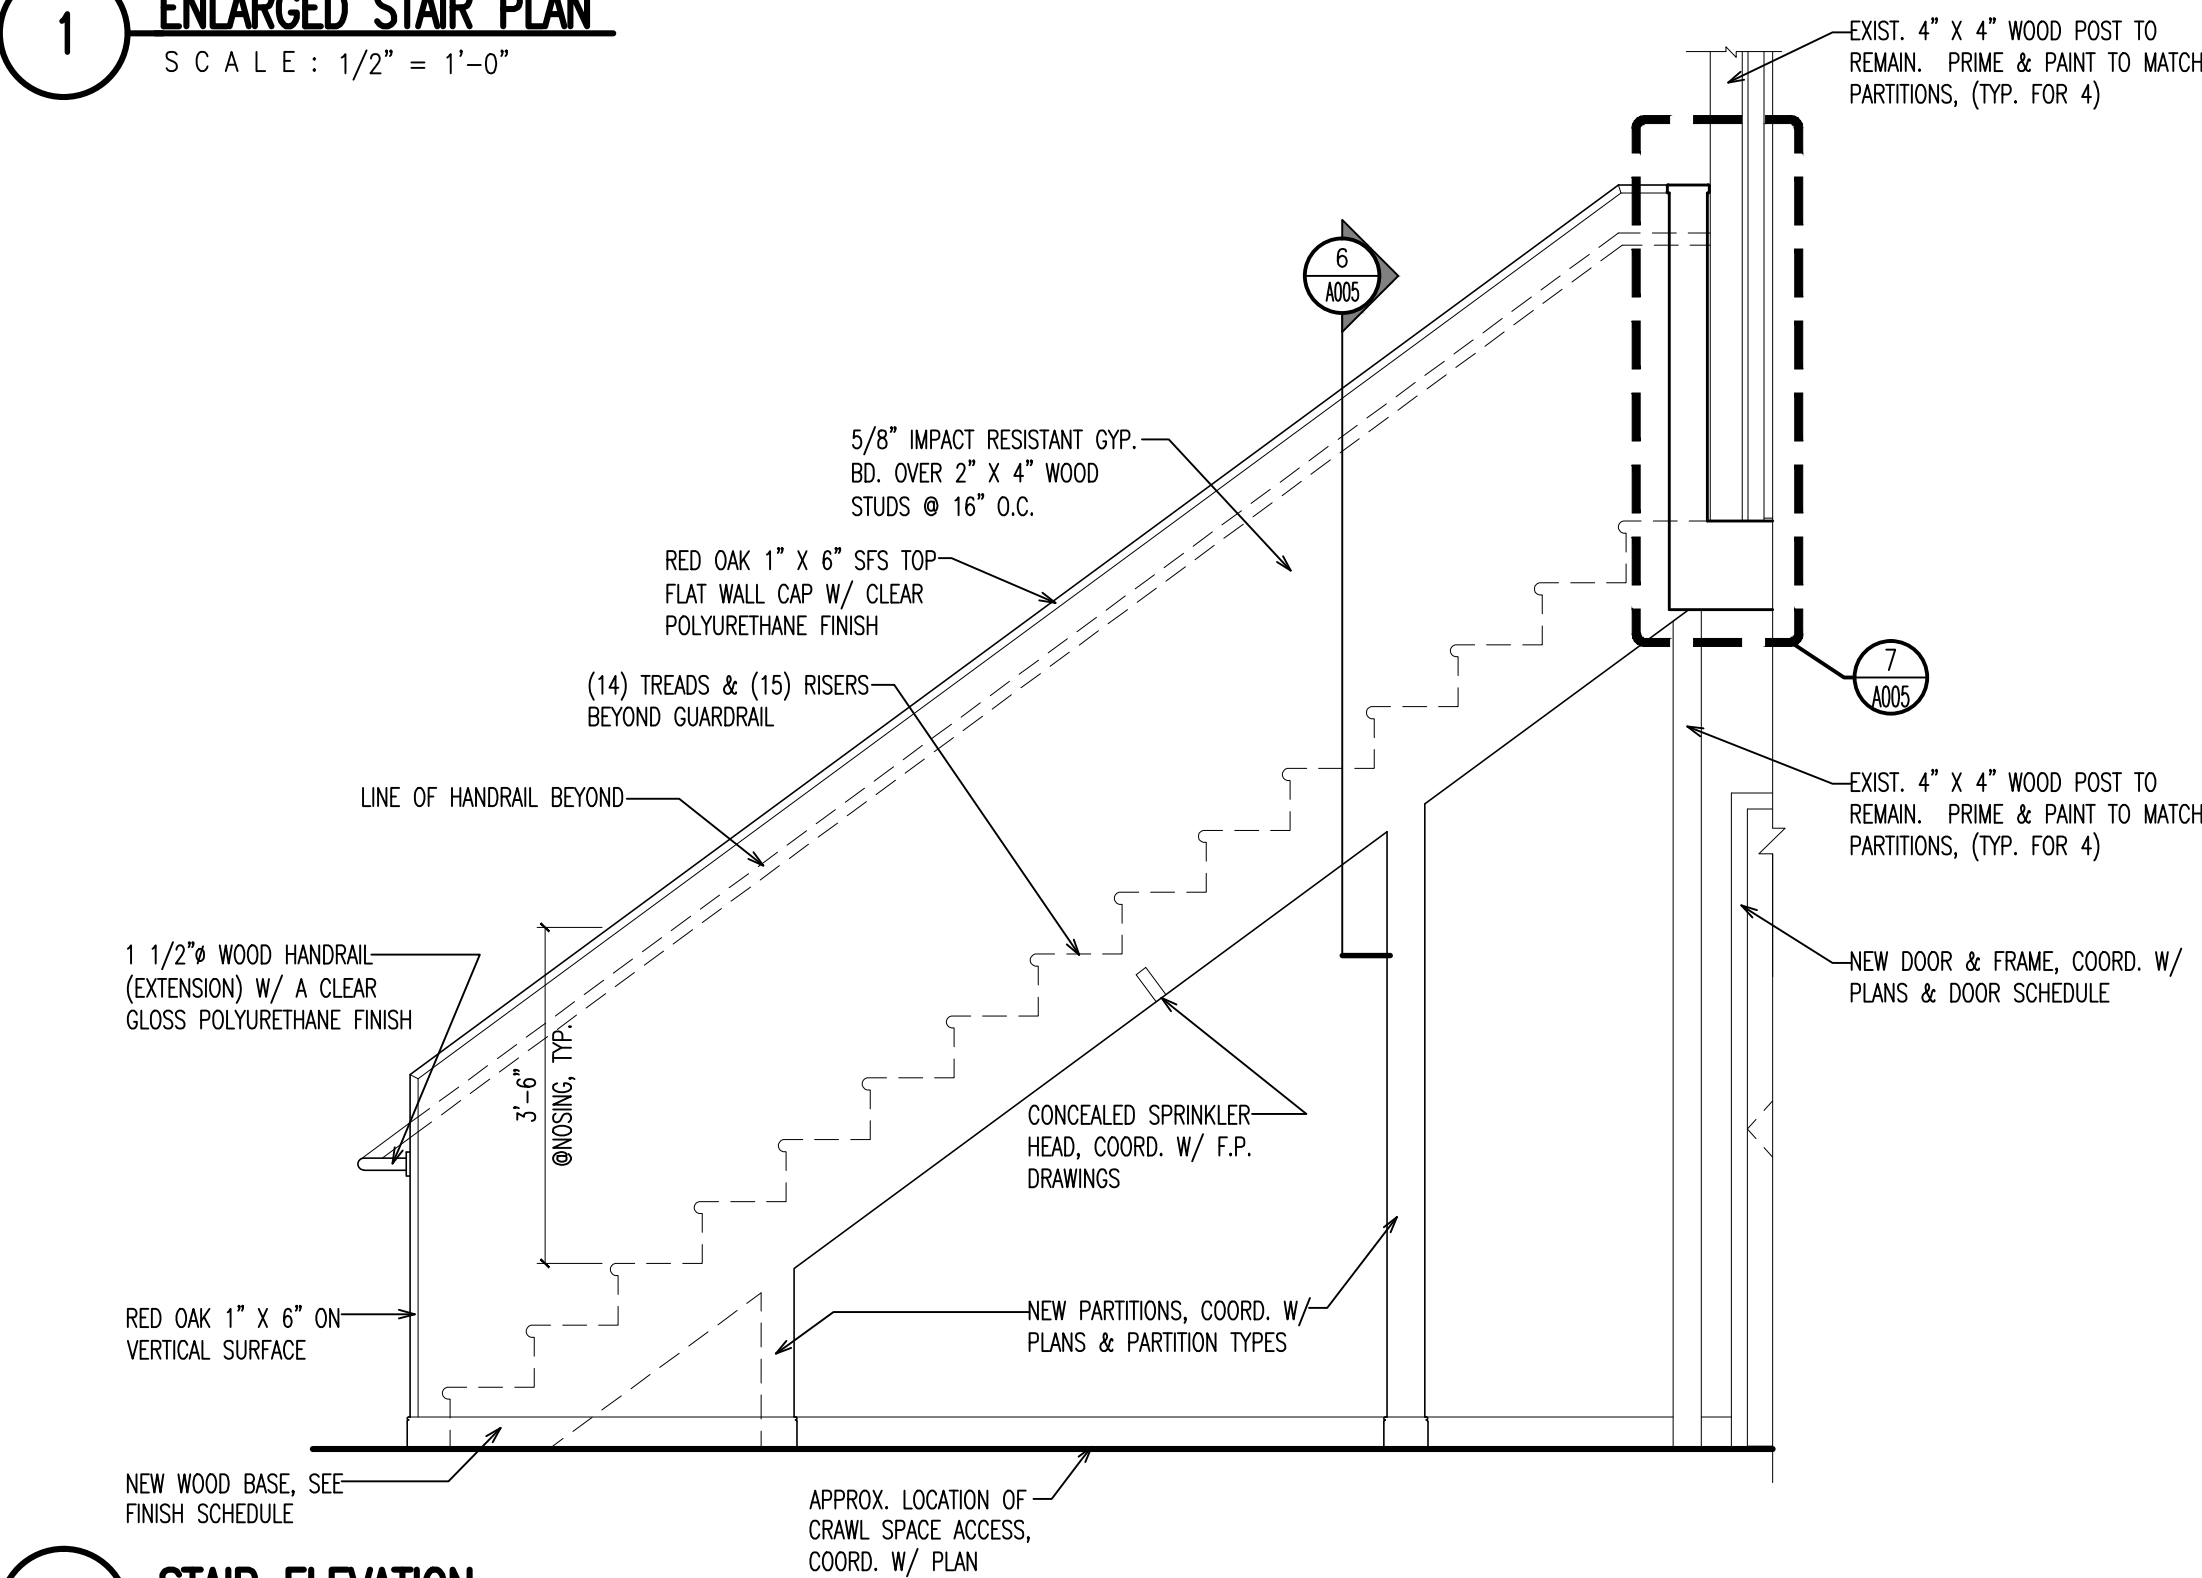 1
ENLARGED STAIR PLAN
SCALE: 1/2" = 1'-0"
EXIST. 4" X 4" WOOD POST TO
REMAIN. PRIME & PAINT TO MATCH
PARTITIONS, (TYP. FOR 4)
6
A005
5/8" IMPACT RESISTANT GYP.
BD. OVER 2" X 4" WOOD
STUDS @ 16" O.C.
RED OAK 1" X 6" SFS TOP
FLAT WALL CAP W/ CLEAR
POLYURETHANE FINISH
(14) TREADS & (15) RISERS
BEYOND GUARDRAIL
7
A005
LINE OF HANDRAIL BEYOND
EXIST. 4" X 4" WOOD POST TO
REMAIN. PRIME & PAINT TO MATCH
PARTITIONS, (TYP. FOR 4)
1 1/2"ø WOOD HANDRAIL
(EXTENSION) W/ A CLEAR
GLOSS POLYURETHANE FINISH
NEW DOOR & FRAME, COORD. W/
PLANS & DOOR SCHEDULE
3'-6"
@NOSING, TYP.
CONCEALED SPRINKLER
HEAD, COORD. W/ F.P.
DRAWINGS
RED OAK 1" X 6" ON
VERTICAL SURFACE
NEW PARTITIONS, COORD. W/
PLANS & PARTITION TYPES
NEW WOOD BASE, SEE
FINISH SCHEDULE
APPROX. LOCATION OF
CRAWL SPACE ACCESS,
COORD. W/ PLAN
STAIR ELEVATION